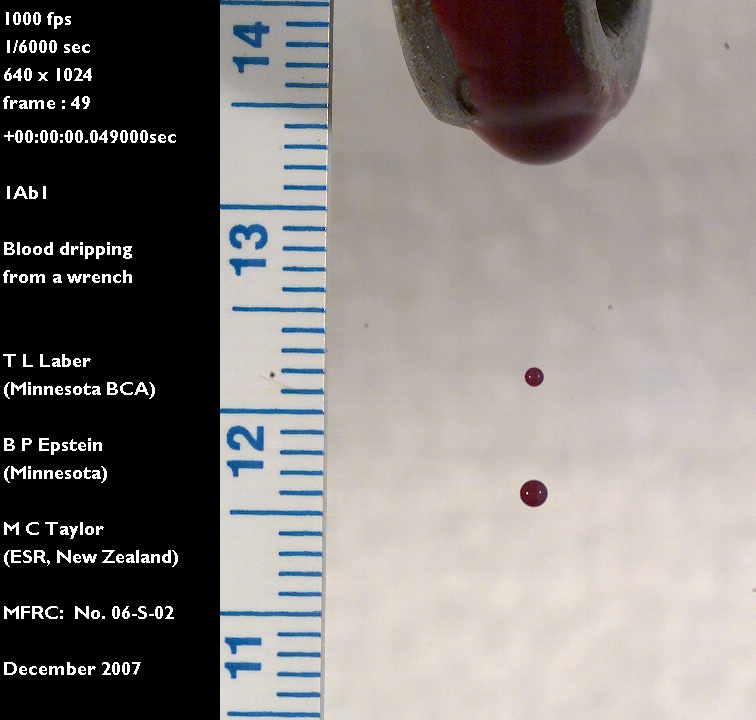 1000 fps
1/6000 sec
640 x 1024
frame : 49
+00:00:00.049000sec
1Ab1
Blood dripping
from a wrench
T L Laber
(Minnesota BCA)
B P Epstein
(Minnesota)
M C Taylor
(ESR, New Zealand)
MFRC:  No. 06-S-02
December 2007
14
13
12
11